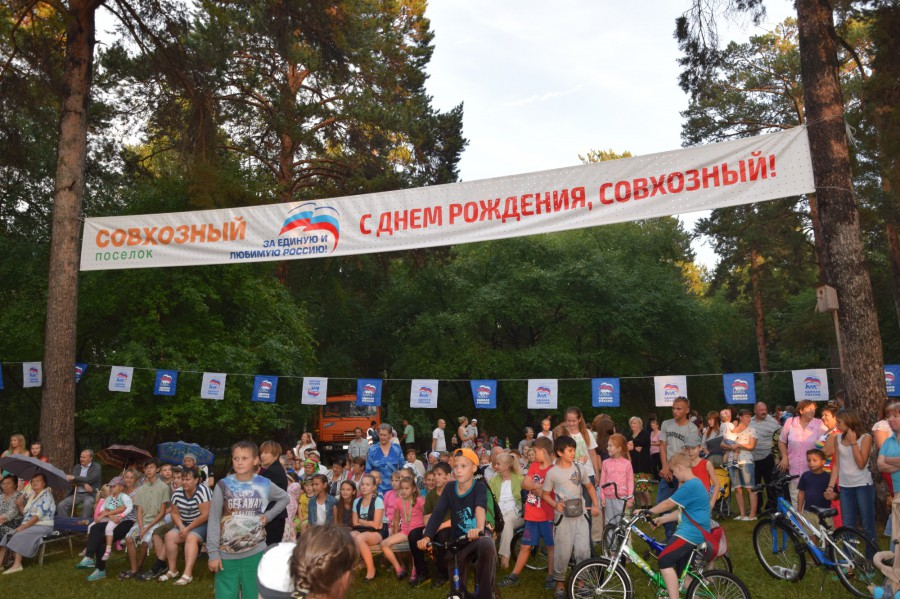 СОВХОЗНЫЙ
поселок
ЗА ЕДИНУЮ И
ЛЮБИМУЮ РОССИЮ!
С ДНЕМ РОЖДЕНИЯ, СОВХОЗНЫЙ!